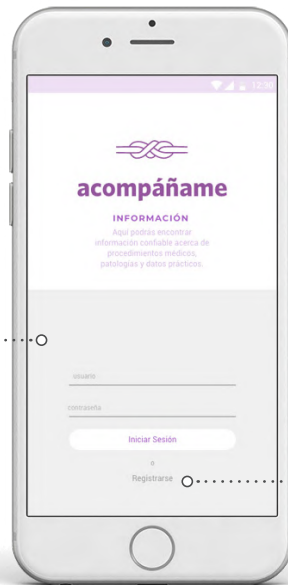 12:30
acompáñame
INFORMACIÓN
Aquí podrás encontrar
información confiable acerca de
procedimientos médicos,
patologías y datos prácticos.
usuario
contraseña
Iniciar Sesión
o
Registrarse